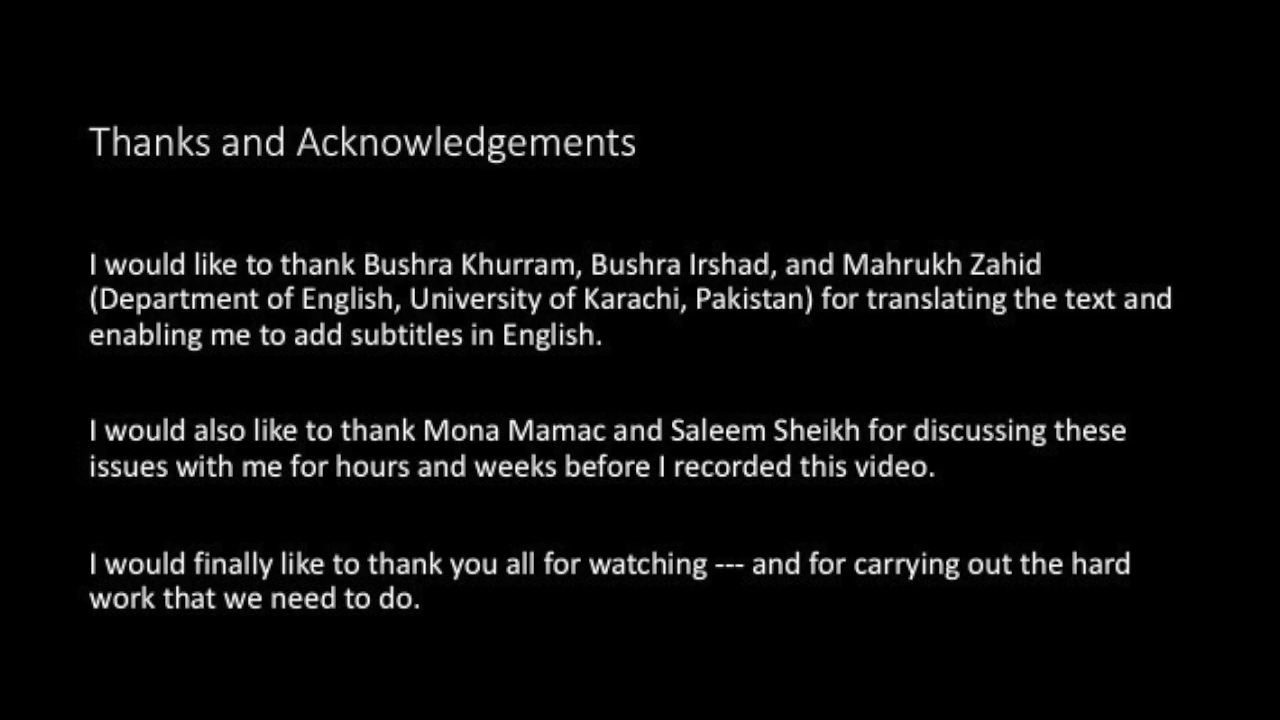 Thanks and Acknowledgements
I would like to thank Bushra Khurram, Bushra Irshad, and Mahrukh Zahid
(Department of English, University of Karachi, Pakistan) for translating the text and
enabling me to add subtitles in English.
I would also like to thank Mona Mamac and Saleem Sheikh for discussing these
issues with me for hours and weeks before I recorded this video.
I would finally like to thank you all for watching --- and for carrying out the hard
work that we need to do.